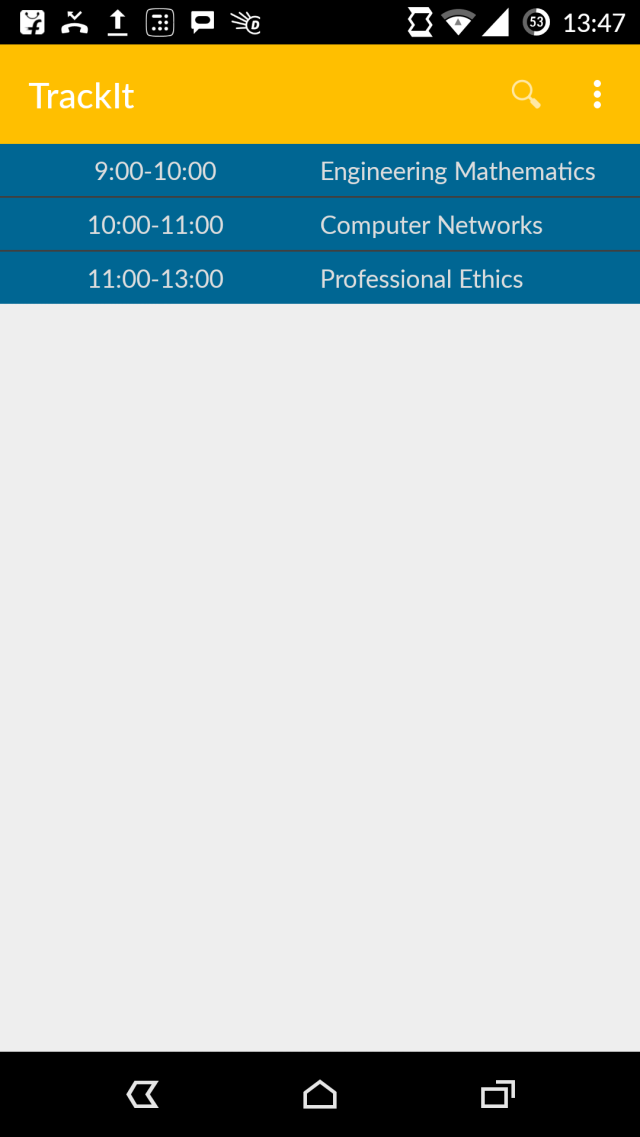 53 13:47
TrackIt
9:00-10:00 Engineering Mathematics
10:00-11:00 Computer Networks
11:00-13:00 Professional Ethics